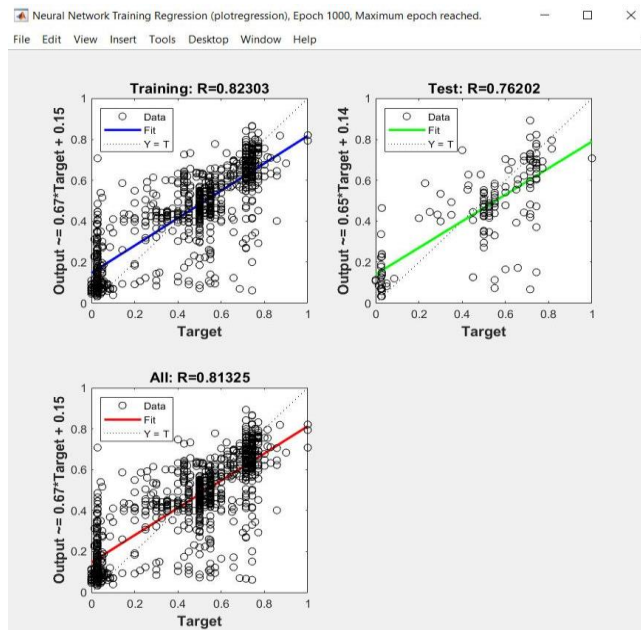 Neural Network Training Regression (plotregression), Epoch 1000, Maximum epoch reached.
File Edit View Insert Tools Desktop Window Help
Training: R=0.82303
Output ~= 0.67*Target + 0.15
Data
Fit
Y = T
1
0.8
0.6
0.4
0.2
0
0 0.2 0.4 0.6 0.8 1
Target
Test: R=0.76202
Output ~= 0.65*Target + 0.14
Data
Fit
Y = T
1
0.8
0.6
0.4
0.2
0
0 0.2 0.4 0.6 0.8 1
Target
All: R=0.81325
Output ~= 0.67*Target + 0.15
Data
Fit
Y = T
1
0.8
0.6
0.4
0.2
0
0 0.2 0.4 0.6 0.8 1
Target